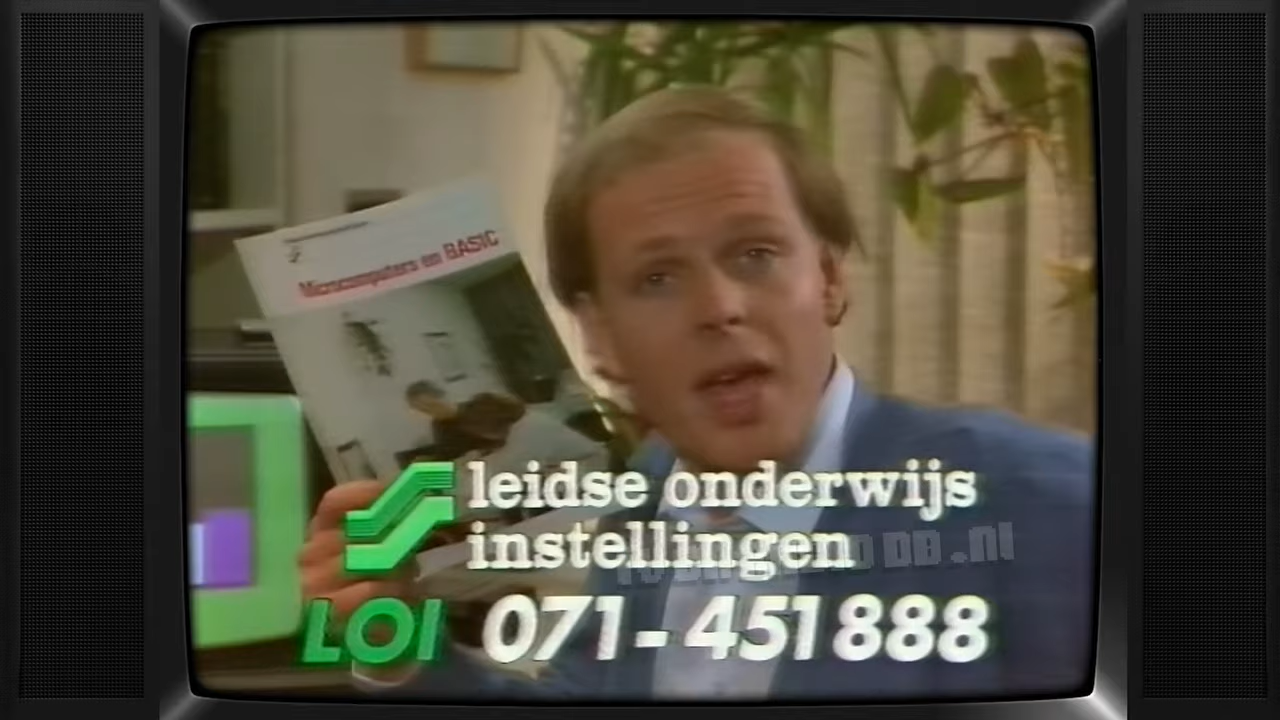 Microcomputers en BASIC
leidse onderwijs
instellingen
LOI 071-451888